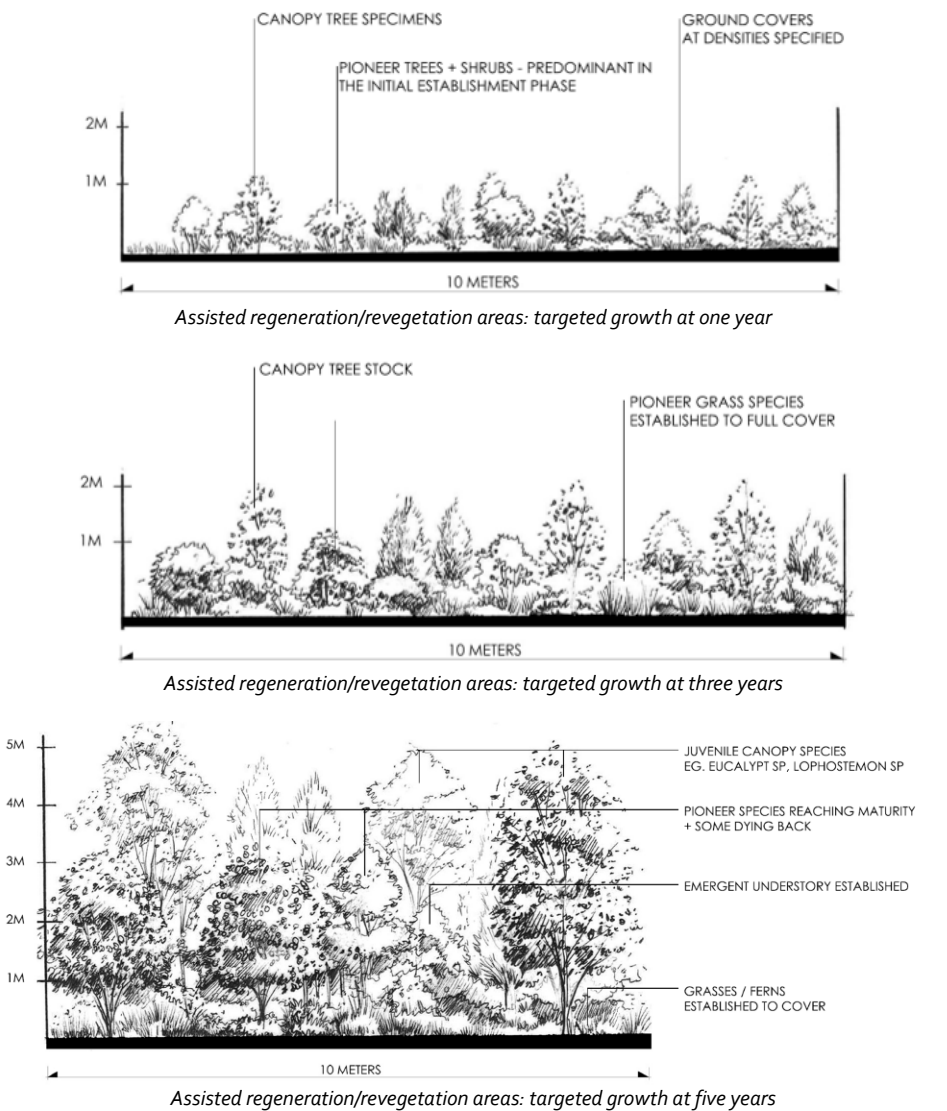 CANOPY TREE SPECIMENS
GROUND COVERS
AT DENSITIES SPECIFIED
PIONEER TREES + SHRUBS - PREDOMINANT IN
THE INITIAL ESTABLISHMENT PHASE
2M
1M
10 METERS
Assisted regeneration/revegetation areas: targeted growth at one year
CANOPY TREE STOCK
PIONEER GRASS SPECIES
ESTABLISHED TO FULL COVER
2M
1M
10 METERS
Assisted regeneration/revegetation areas: targeted growth at three years
5M
JUVENILE CANOPY SPECIES
EG. EUCALYPT SP, LOPHOSTEMON SP
4M
PIONEER SPECIES REACHING MATURITY
+ SOME DYING BACK
3M
EMERGENT UNDERSTORY ESTABLISHED
2M
1M
GRASSES / FERNS
ESTABLISHED TO COVER
10 METERS
Assisted regeneration/revegetation areas: targeted growth at five years